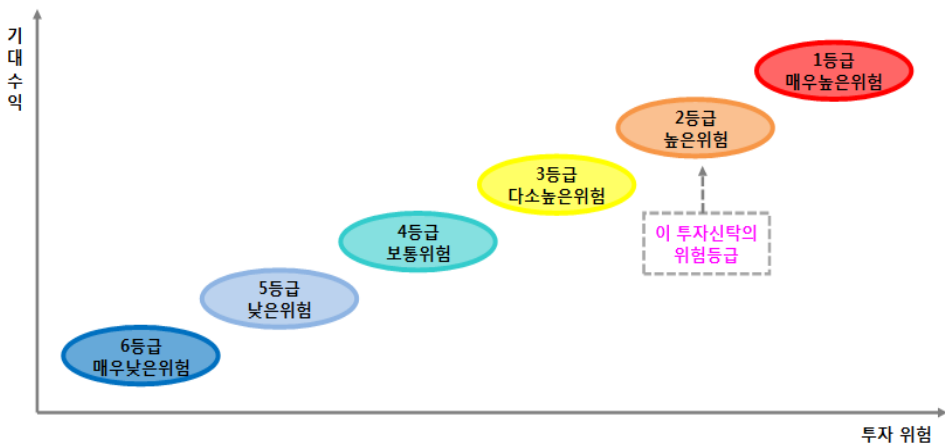 기
대
수
익
1등급
매우높은위험
2등급
높은위험
3등급
다소높은위험
이 투자신탁의
위험등급
4등급
보통위험
5등급
낮은위험
6등급
매우낮은위험
투자 위험